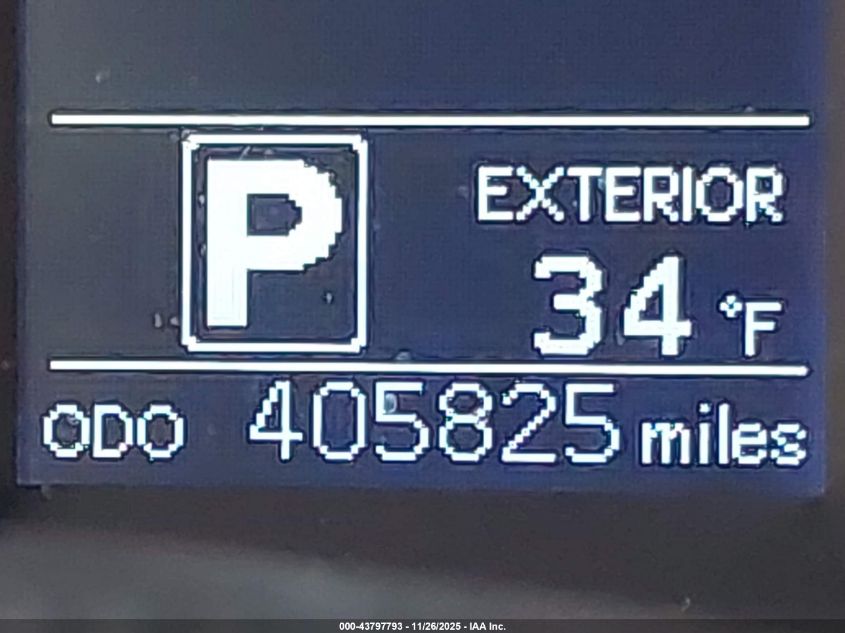 P
EXTERIOR
34 °F
ODO 405825 miles
000-43797793 - 11/26/2025 - IAA Inc.